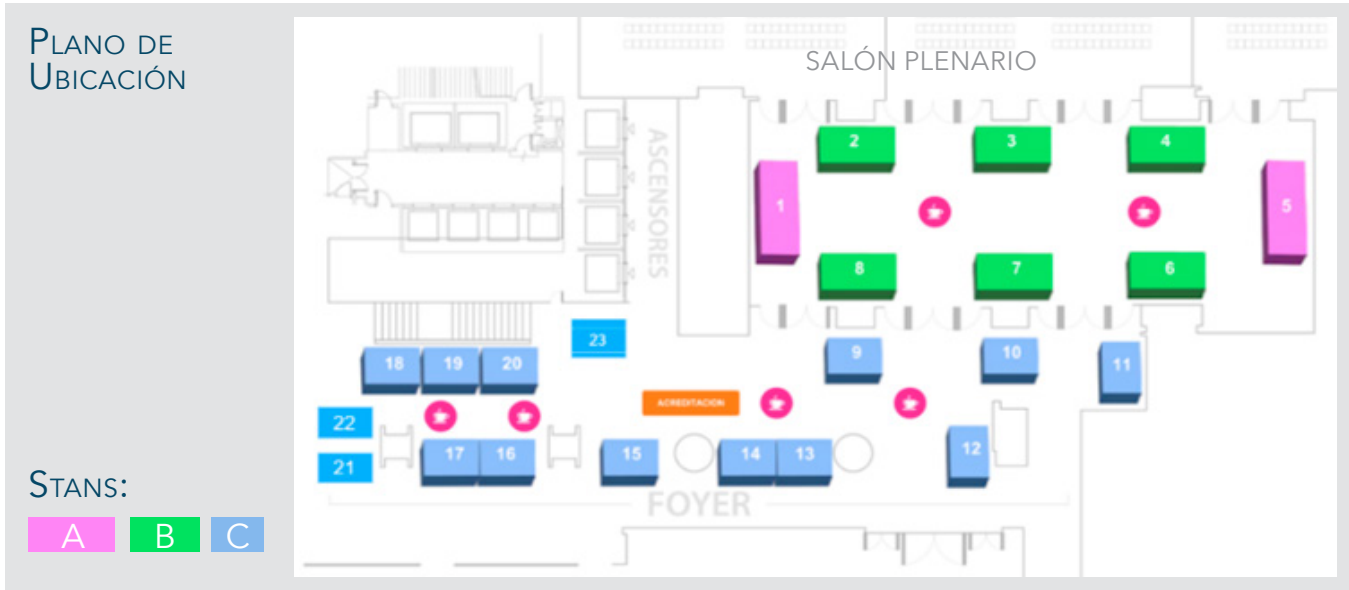 PLANO DE
UBICACIÓN
SALÓN PLENARIO
ASCENSORES
2
3
4
1
5
8
7
6
23
9
10
11
18
19
20
ACREDITACION
22
17
16
15
14
13
12
21
STANS:
FOYER
A B C